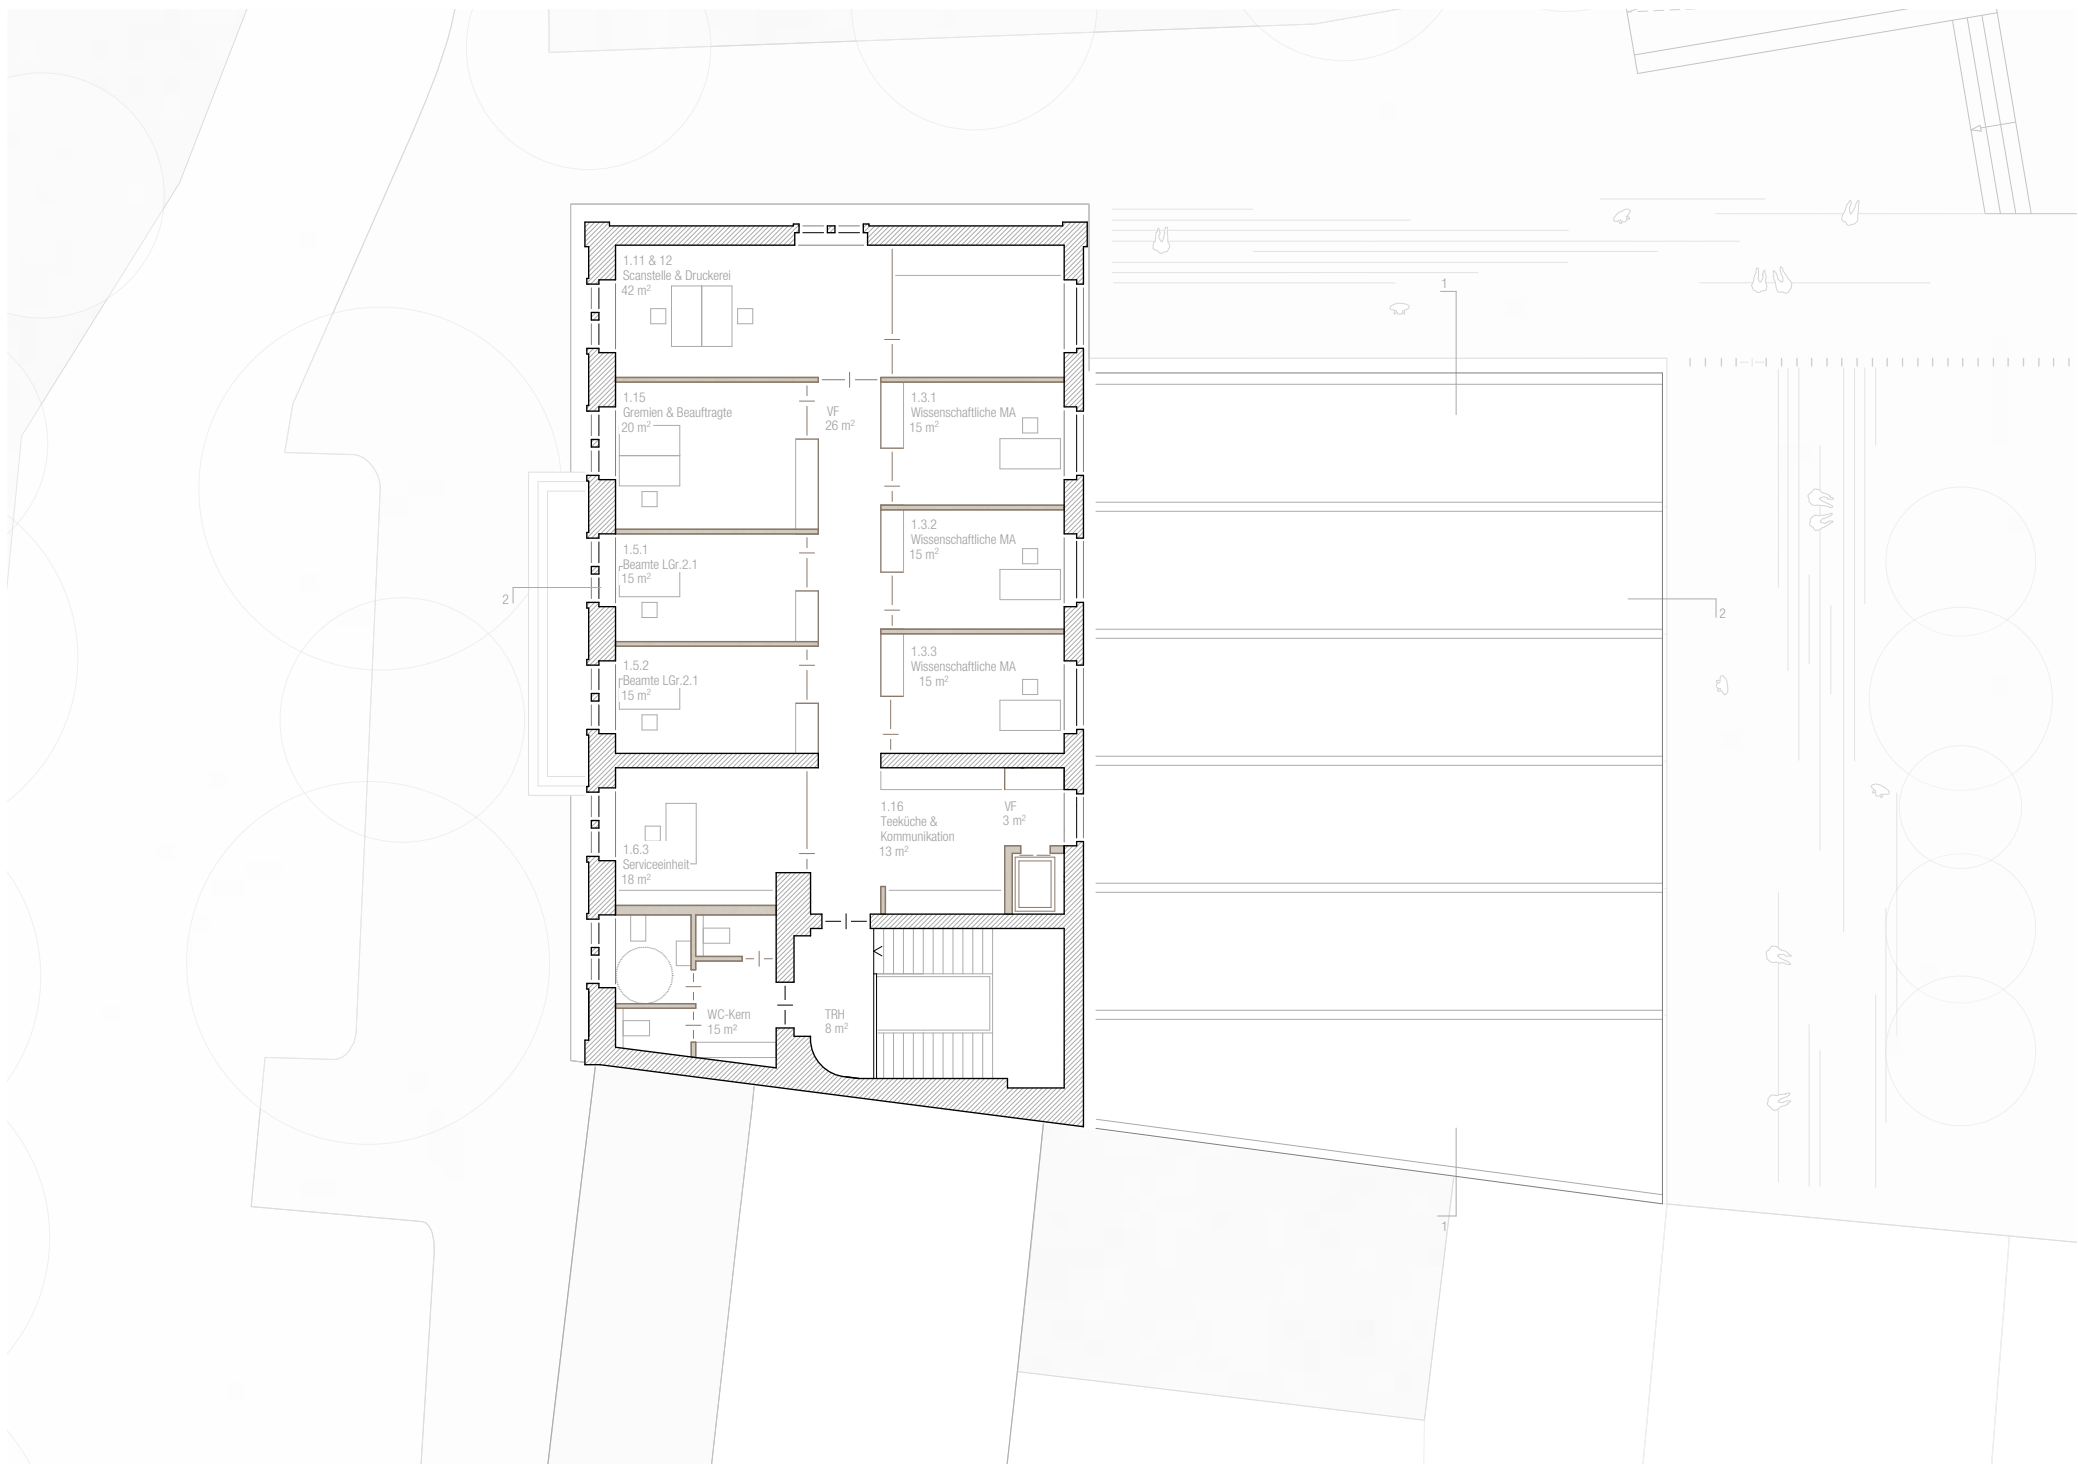 1
1.11 & 12
Scanstelle & Druckerei
42 m²
1.15
Gremien & Beauftragte
20 m²
VF
26 m²
1.3.1
Wissenschaftliche MA
15 m²
1.5.1
Beamte LGr.2.1
15 m²
1.3.2
Wissenschaftliche MA
15 m²
2
2
1.5.2
Beamte LGr.2.1
15 m²
1.3.3
Wissenschaftliche MA
15 m²
1.6.3
Serviceeinheit
18 m²
1.16
Teeküche &
Kommunikation
13 m²
VF
3 m²
WC-Kern
15 m²
TRH
8 m²
1